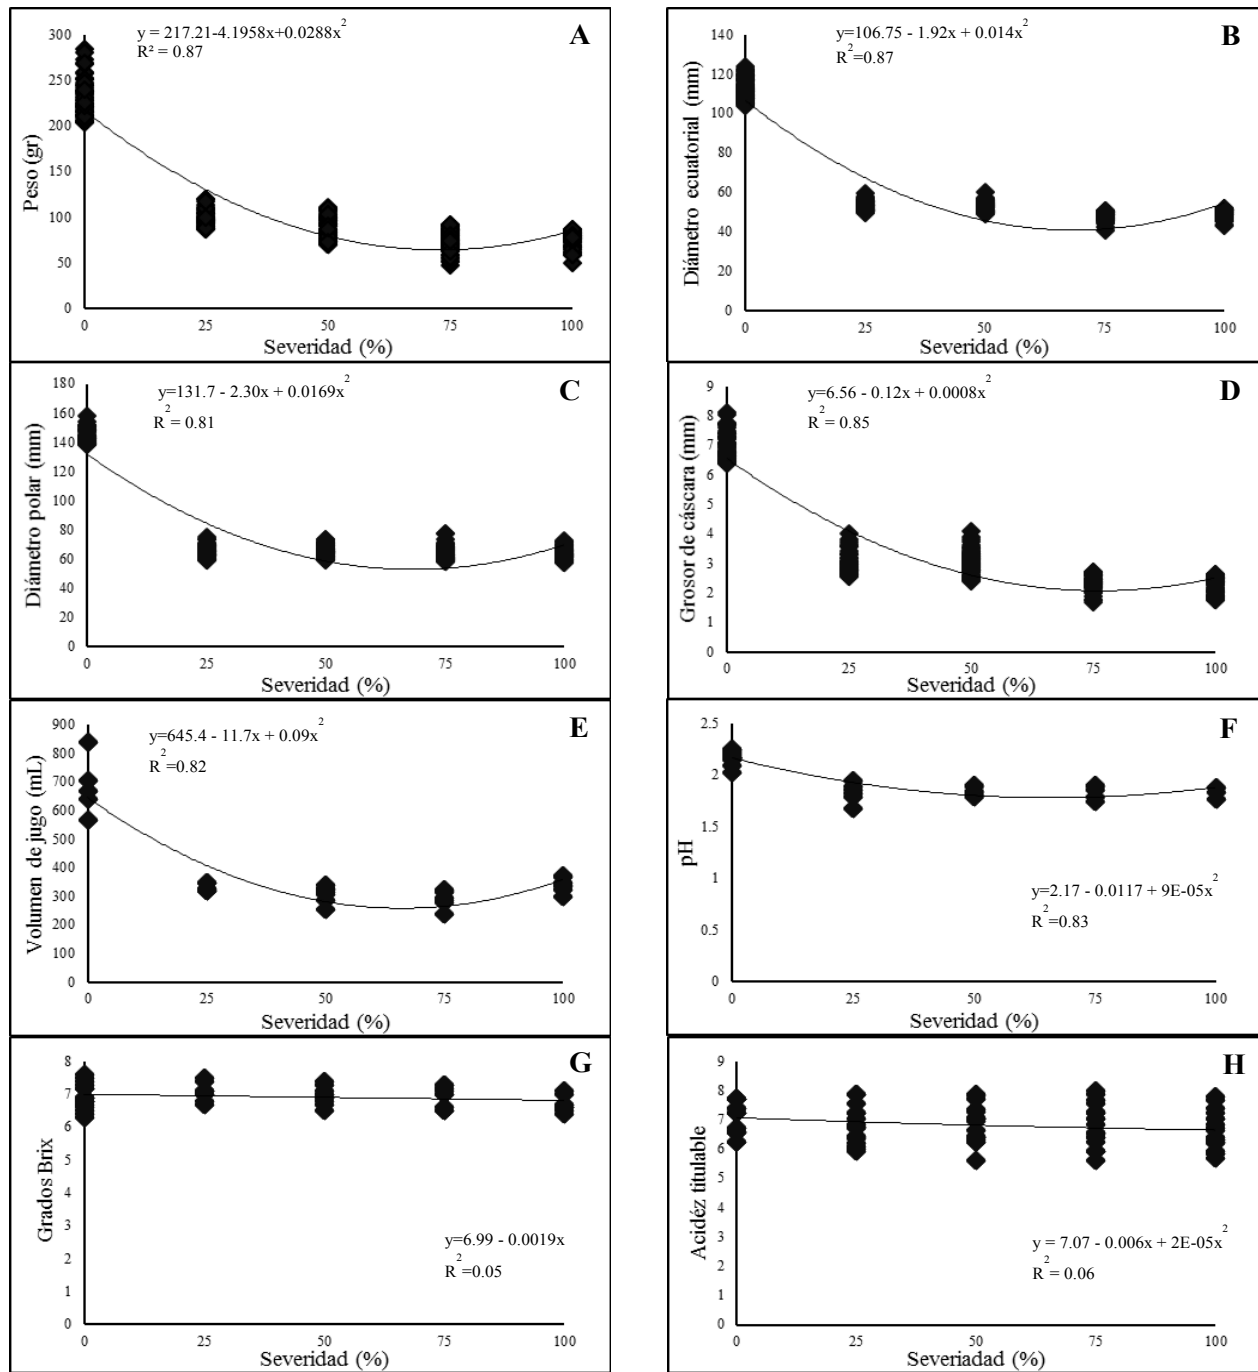 y = 217.21-4.1958x+0.0288x2
R² = 0.87
A
300
250
200
150
100
50
0
Peso (gr)
0 25 50 75 100
Severidad (%)
y=106.75 - 1.92x + 0.014x2
R2=0.87
B
140
120
100
80
60
40
20
0
Diámetro ecuatorial (mm)
0 25 50 75 100
Severidad (%)
y=131.7 - 2.30x + 0.0169x2
R2 = 0.81
C
180
160
140
120
100
80
60
40
20
0
Diámetro polar (mm)
0 25 50 75 100
Severidad (%)
y=6.56 - 0.12x + 0.0008x2
R2 = 0.85
D
9
8
7
6
5
4
3
2
1
0
Grosor de cáscara (mm)
0 25 50 75 100
Severidad (%)
y=645.4 - 11.7x + 0.09x2
R2=0.82
E
900
800
700
600
500
400
300
200
100
0
Volumen de jugo (mL)
0 25 50 75 100
Severidad (%)
F
2.5
2
1.5
1
0.5
0
pH
y=2.17 - 0.0117 + 9E-05x2
R2=0.83
0 25 50 75 100
Severidad (%)
G
8
7
6
5
4
3
2
1
0
Grados Brix
y=6.99 - 0.0019x
R2=0.05
0 25 50 75 100
Severidad (%)
H
9
8
7
6
5
4
3
2
1
0
Acidéz titulable
y = 7.07 - 0.006x + 2E-05x2
R2= 0.06
0 25 50 75 100
Severiadad (%)